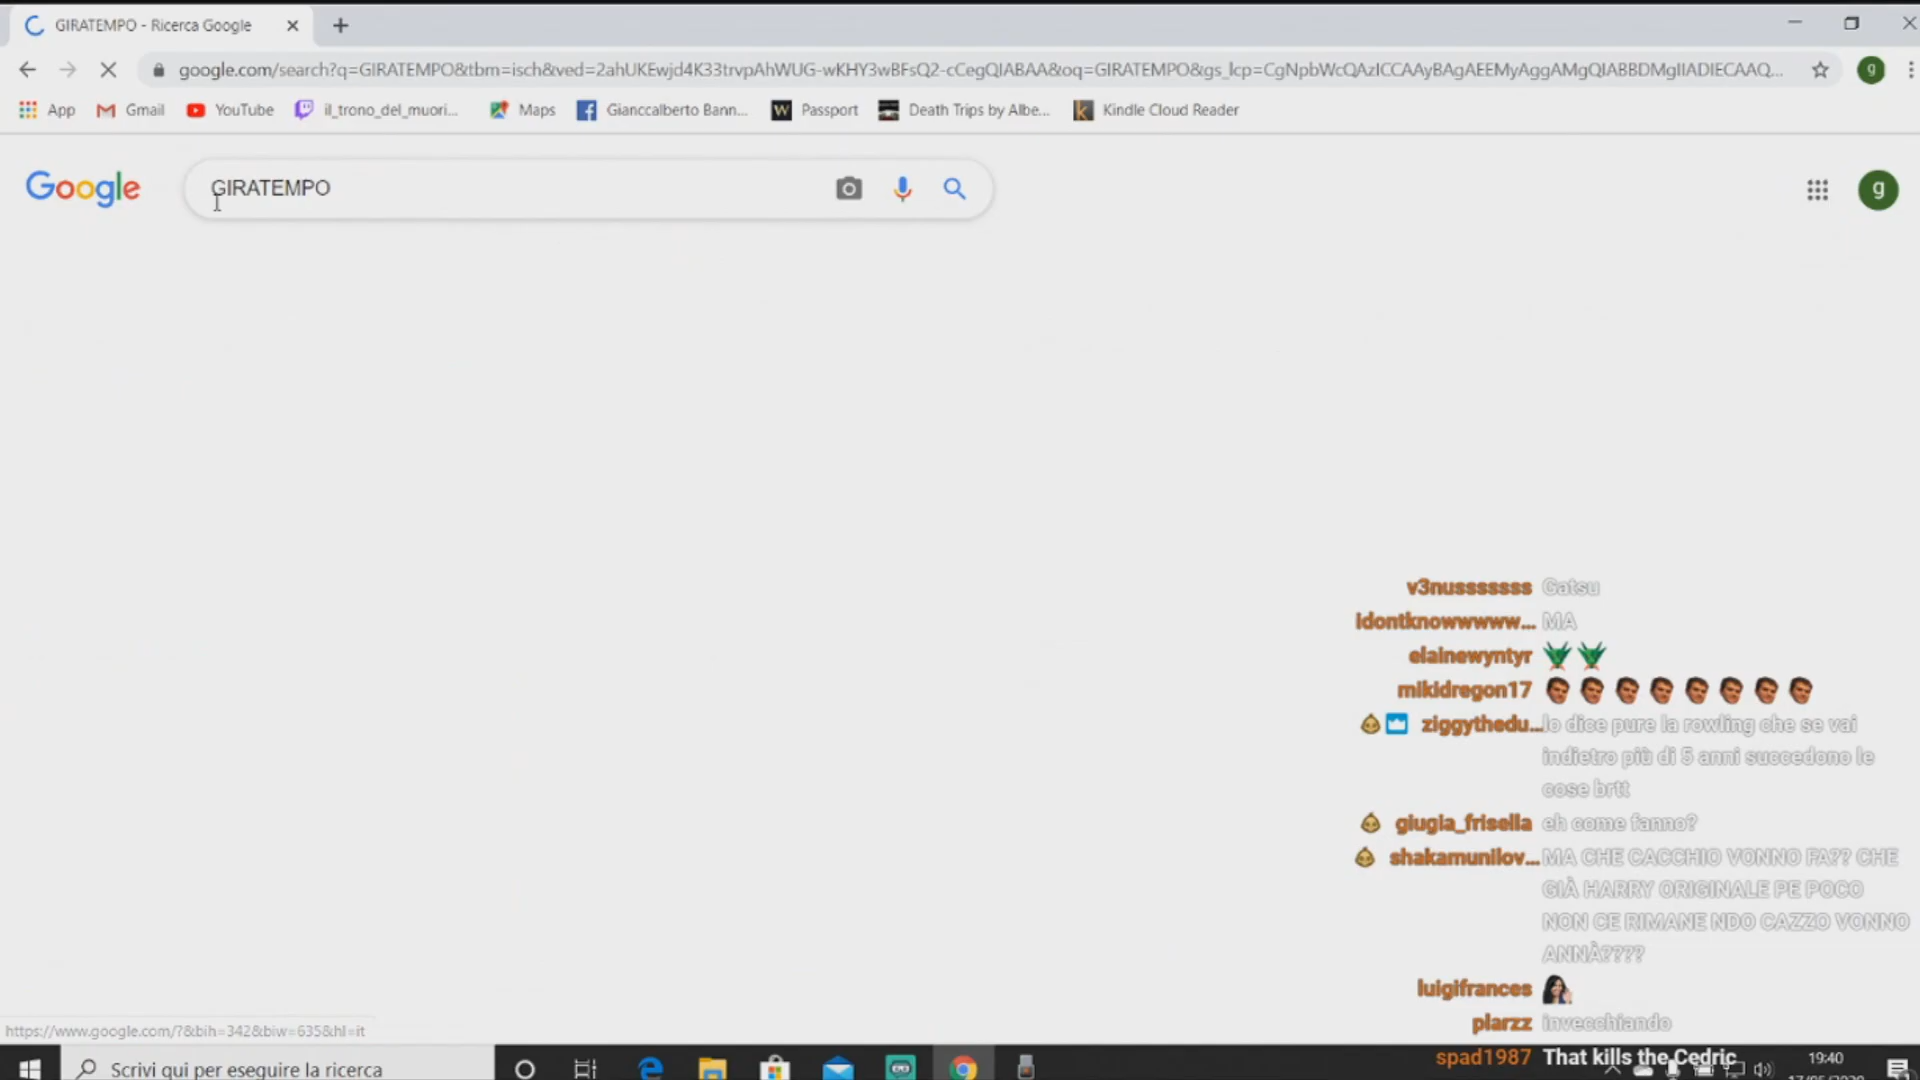 GIRATEMPO - Ricerca Google
google.com/search?q=GIRATEMPO&tbm=isch&ved=2ahUKEwjd4K33trvpAhWUG-wKHY3wBFsQ2-cCegQIABAA&oq=GIRATEMPO&gs_lcp=CgNpbWcQAzICCAAyBAgAEEMyAggAMgQIABBDMgIIADIECAAQ...
g
App Gmail YouTube il_trono_del_muori... Maps Gianccalberto Bann... Passport Death Trips by Albe... Kindle Cloud Reader
Google GIRATEMPO g
v3nusssssss Gatsu
idontknowwwww... MA
elainewyntyr
mikidregon17
ziggythedu... lo dice pure la rowling che se vai
indietro più di 5 anni succedono le
cose brtt
giugia_frisella eh come fanno?
shakamunilov... MA CHE CACCHIO VONNO FA?? CHE
GIÀ HARRY ORIGINALE PE POCO
NON CE RIMANE NDO CAZZO VONNO
ANNÀ????
luigifrances
plarzz invecchiando
https://www.google.com/?&bih=342&biw=635&hl=it
spad1987 That kills the Cedric
Scrivi qui per eseguire la ricerca
19:40